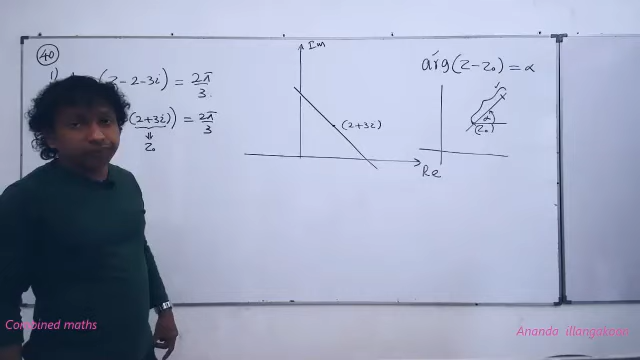 40
1) (z-2-3i) = 2π/3
(2+3i)) = 2π/3
z₀
Im
(2+3i)
Re
arg(z-z₀) = α
α
(z₀)
Combined maths
Ananda illangakoon